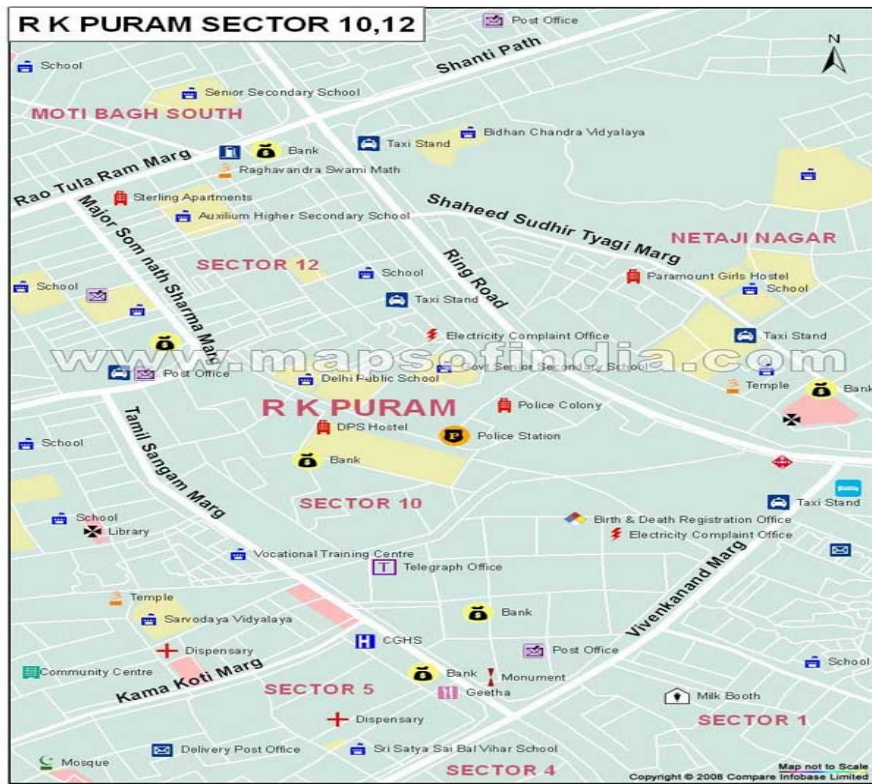 R K PURAM SECTOR 10,12
Post Office
N
Shanti Path
School
Senior Secondary School
MOTI BAGH SOUTH
Bidhan Chandra Vidyalaya
Taxi Stand
Bank
Rao Tula Ram Marg
Raghavandra Swami Math
Sterling Apartments
Auxilium Higher Secondary School
Shaheed Sudhir Tyagi Marg
NETAJI NAGAR
Major Som nath Sharma Marg
SECTOR 12
Ring Road
School
Paramount Girls Hostel
School
School
Taxi Stand
Electricity Complaint Office
Taxi Stand
www.mapsofindia.com
Govt Senior Secondary School
Post Office
Delhi Public School
Temple
Bank
R K PURAM
Police Colony
Tamil Sangam Marg
DPS Hostel
P
Police Station
School
Bank
SECTOR 10
Taxi Stand
School
Birth & Death Registration Office
Library
Electricity Complaint Office
Vocational Training Centre
T
Telegraph Office
Vivenkanand Marg
Temple
Sarvodaya Vidyalaya
Bank
H
CGHS
Dispensary
Post Office
School
Community Centre
Kama Koti Marg
Bank
Monument
SECTOR 5
Geetha
Milk Booth
Dispensary
SECTOR 1
Mosque
Delivery Post Office
Sri Satya Sai Bal Vihar School
SECTOR 4
Map not to Scale
Copyright © 2008 Compare Infobase Limited